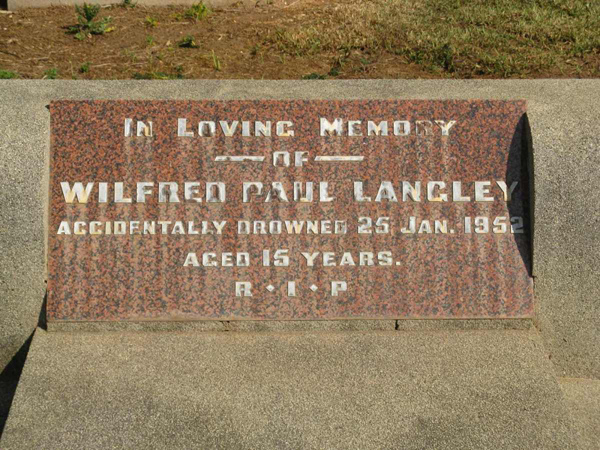 IN LOVING MEMORY
— OF —
WILFRED PAUL LANGLEY
ACCIDENTALLY DROWNED 25 JAN. 1952
AGED 15 YEARS.
R · I · P